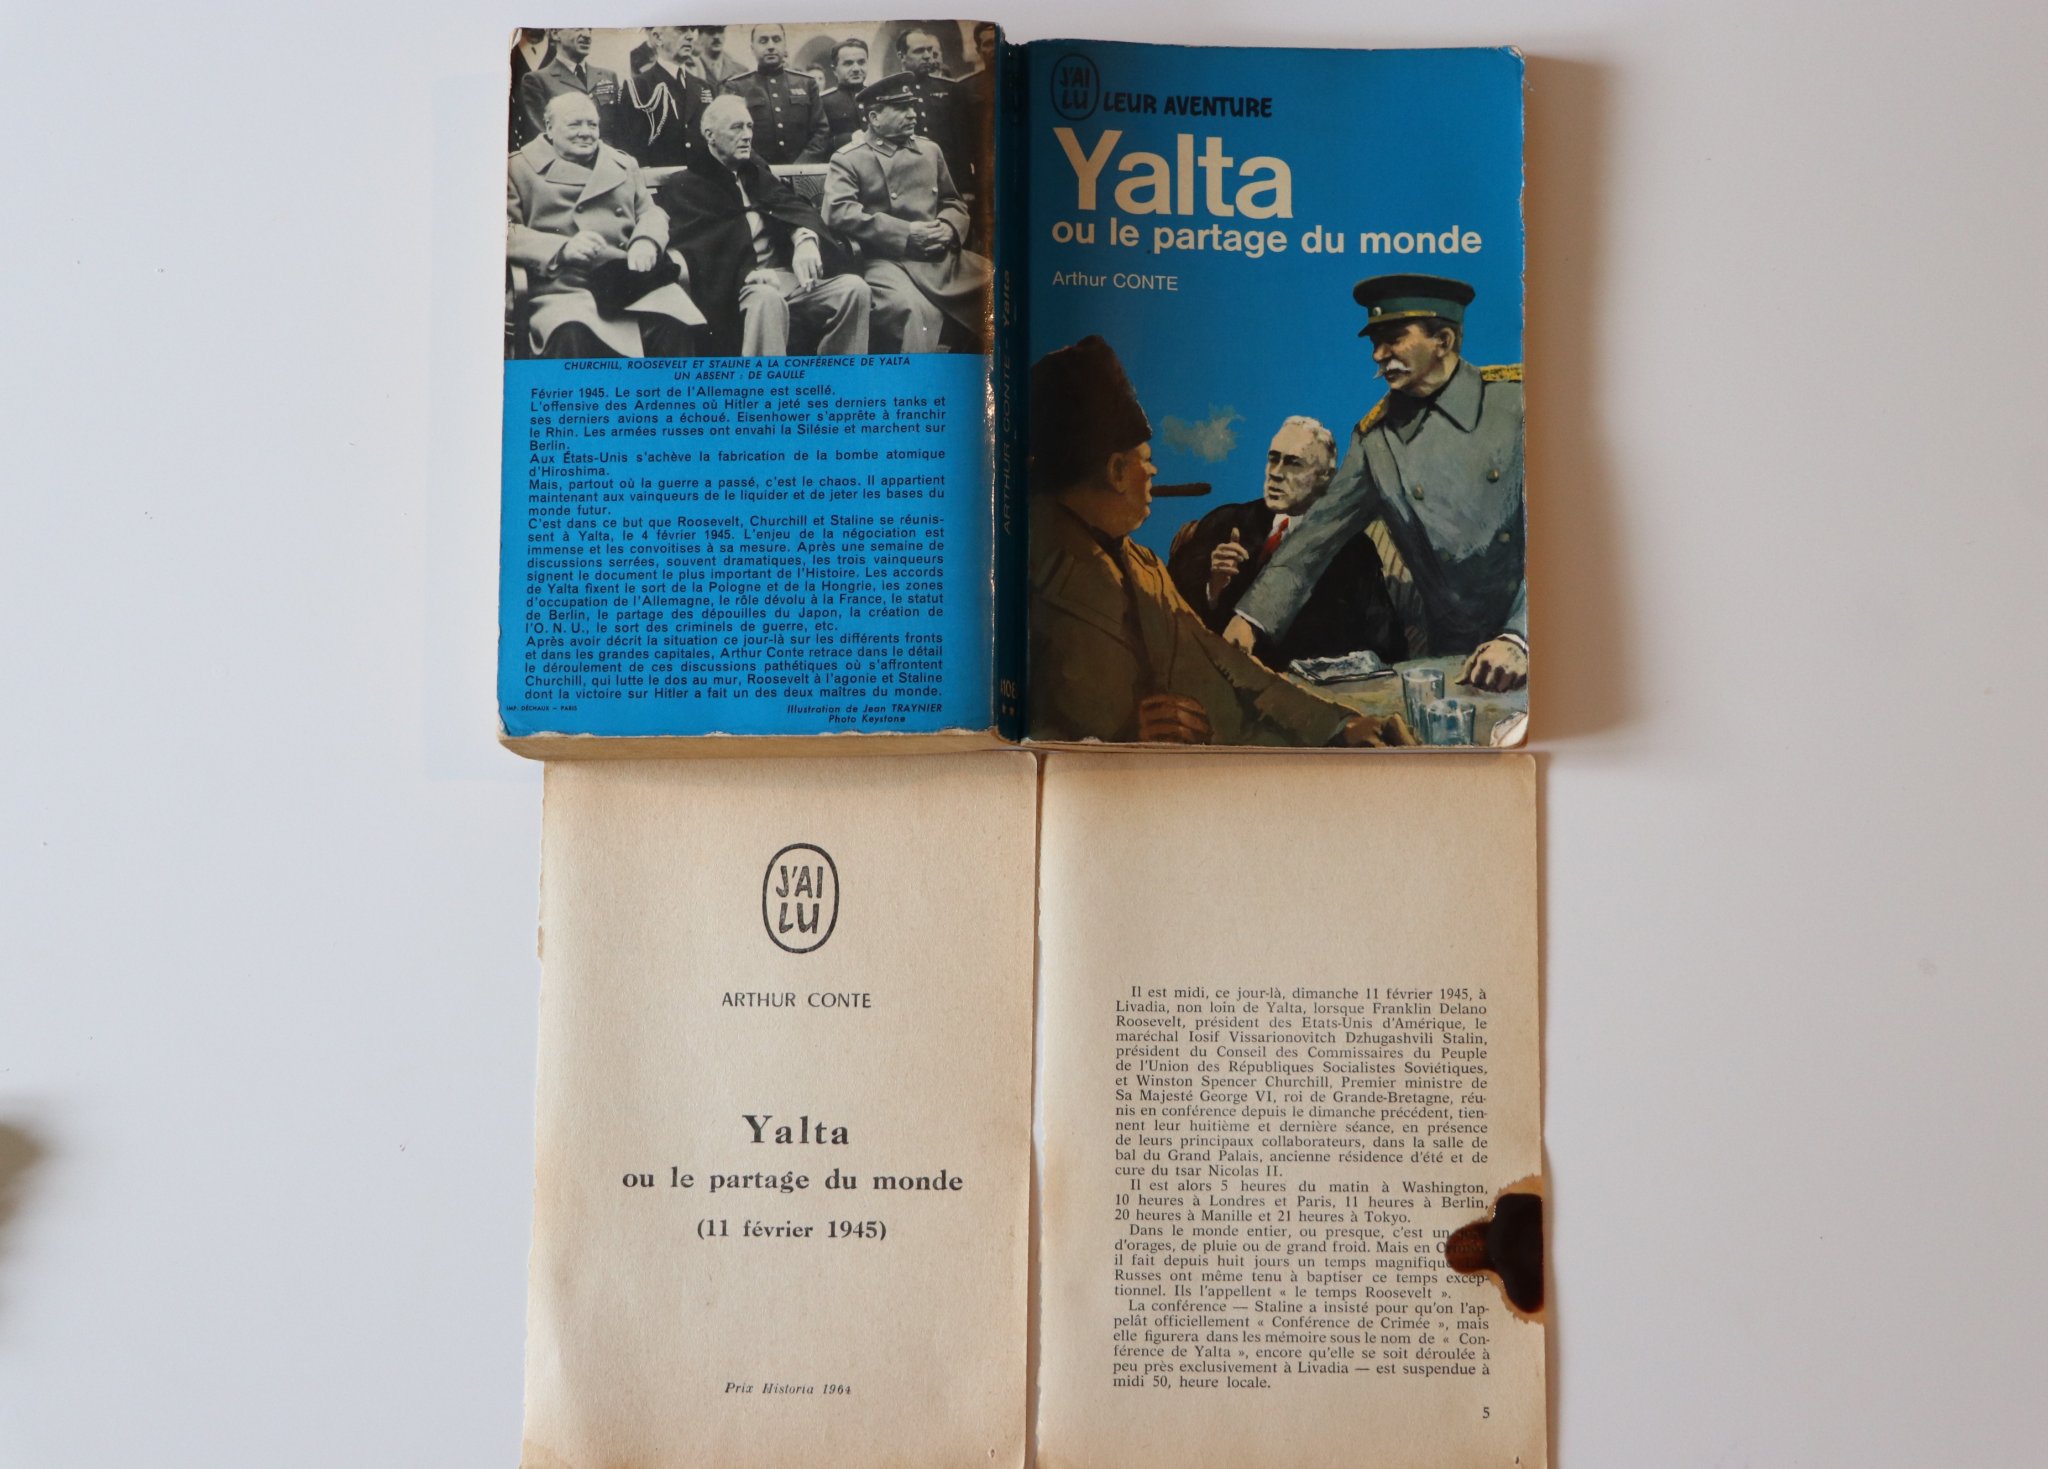 CHURCHILL, ROOSEVELT ET STALINE A LA CONFÉRENCE DE YALTA
UN ABSENT : DE GAULLE
Février 1945. Le sort de l'Allemagne est scellé.
L'offensive des Ardennes où Hitler a jeté ses derniers tanks et
ses derniers avions a échoué. Eisenhower s'apprête à franchir
le Rhin. Les armées russes ont envahi la Silésie et marchent sur
Berlin.
Aux États-Unis s'achève la fabrication de la bombe atomique
d'Hiroshima.
Mais, partout où la guerre a passé, c'est le chaos. Il appartient
maintenant aux vainqueurs de le liquider et de jeter les bases du
monde futur.
C'est dans ce but que Roosevelt, Churchill et Staline se réunis-
sent à Yalta, le 4 février 1945. L'enjeu de la négociation est
immense et les convoitises à sa mesure. Après une semaine de
discussions serrées, souvent dramatiques, les trois vainqueurs
signent le document le plus important de l'Histoire. Les accords
de Yalta fixent le sort de la Pologne et de la Hongrie, les zones
d'occupation de l'Allemagne, le rôle dévolu à la France, le statut
de Berlin, le partage des dépouilles du Japon, la création de
l'O. N. U., le sort des criminels de guerre, etc.
Après avoir décrit la situation ce jour-là sur les différents fronts
et dans les grandes capitales, Arthur Conte retrace dans le détail
le déroulement de ces discussions pathétiques où s'affrontent
Churchill, qui lutte le dos au mur, Roosevelt à l'agonie et Staline
dont la victoire sur Hitler a fait un des deux maîtres du monde.
IMP. DÉCHAUX – PARIS
Illustration de Jean TRAYNIER
Photo Keystone
ARTHUR CONTE – Yalta
J'AI
LU
LEUR AVENTURE
Yalta
ou le partage du monde
Arthur CONTE
J'AI
LU
ARTHUR CONTE
Yalta
ou le partage du monde
(11 février 1945)
Prix Historia 1964
Il est midi, ce jour-là, dimanche 11 février 1945, à
Livadia, non loin de Yalta, lorsque Franklin Delano
Roosevelt, président des Etats-Unis d'Amérique, le
maréchal Iosif Vissarionovitch Dzhugashvili Stalin,
président du Conseil des Commissaires du Peuple
de l'Union des Républiques Socialistes Soviétiques,
et Winston Spencer Churchill, Premier ministre de
Sa Majesté George VI, roi de Grande-Bretagne, réu-
nis en conférence depuis le dimanche précédent, tien-
nent leur huitième et dernière séance, en présence
de leurs principaux collaborateurs, dans la salle de
bal du Grand Palais, ancienne résidence d'été et de
cure du tsar Nicolas II.
Il est alors 5 heures du matin à Washington,
10 heures à Londres et Paris, 11 heures à Berlin,
20 heures à Manille et 21 heures à Tokyo.
Dans le monde entier, ou presque, c'est un
d'orages, de pluie ou de grand froid. Mais en
il fait depuis huit jours un temps magnifique
Russes ont même tenu à baptiser ce temps excep-
tionnel. Ils l'appellent « le temps Roosevelt ».
La conférence — Staline a insisté pour qu'on l'ap-
pelât officiellement « Conférence de Crimée », mais
elle figurera dans les mémoire sous le nom de « Con-
férence de Yalta », encore qu'elle se soit déroulée à
peu près exclusivement à Livadia — est suspendue à
midi 50, heure locale.
5